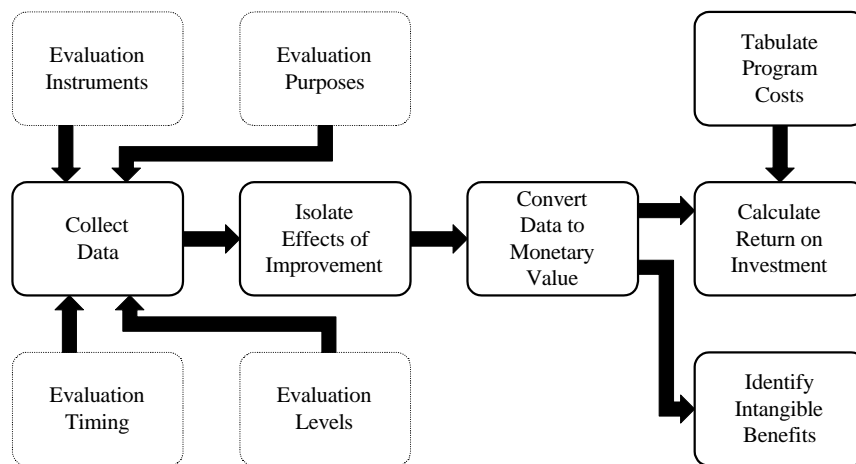 Evaluation
Instruments
Evaluation
Purposes
Tabulate
Program
Costs
Collect
Data
Isolate
Effects of
Improvement
Convert
Data to
Monetary
Value
Calculate
Return on
Investment
Evaluation
Timing
Evaluation
Levels
Identify
Intangible
Benefits